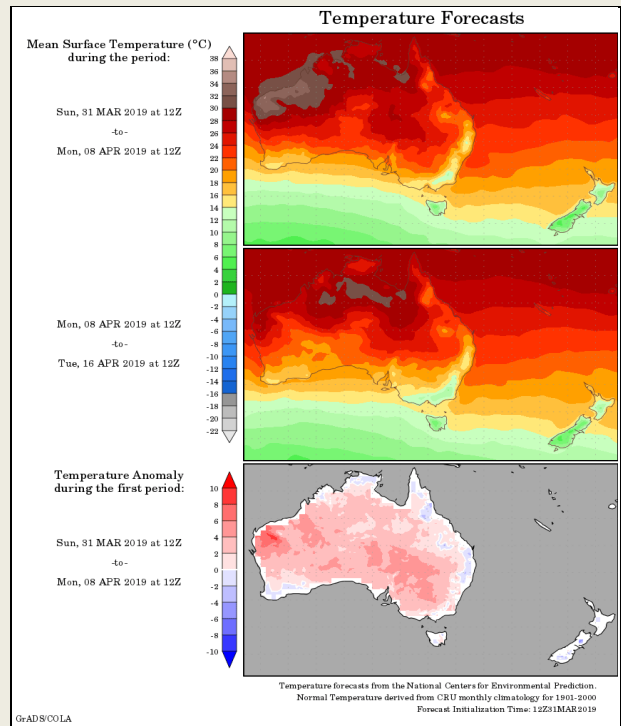 Temperature Forecasts
Mean Surface Temperature (°C)
during the period:
Sun, 31 MAR 2019 at 12Z
-to-
Mon, 08 APR 2019 at 12Z
38
36
34
32
30
28
26
24
22
20
18
16
14
12
10
8
6
4
2
0
-2
-4
-6
-8
-10
-12
-14
-16
-18
-20
-22
Mon, 08 APR 2019 at 12Z
-to-
Tue, 16 APR 2019 at 12Z
Temperature Anomaly
during the first period:
Sun, 31 MAR 2019 at 12Z
-to-
Mon, 08 APR 2019 at 12Z
10
8
6
4
2
0
-2
-4
-6
-8
-10
Temperature forecasts from the National Centers for Environmental Prediction.
Normal Temperature derived from CRU monthly climatology for 1901-2000
Forecast Initialization Time: 12Z31MAR2019
GrADS/COLA